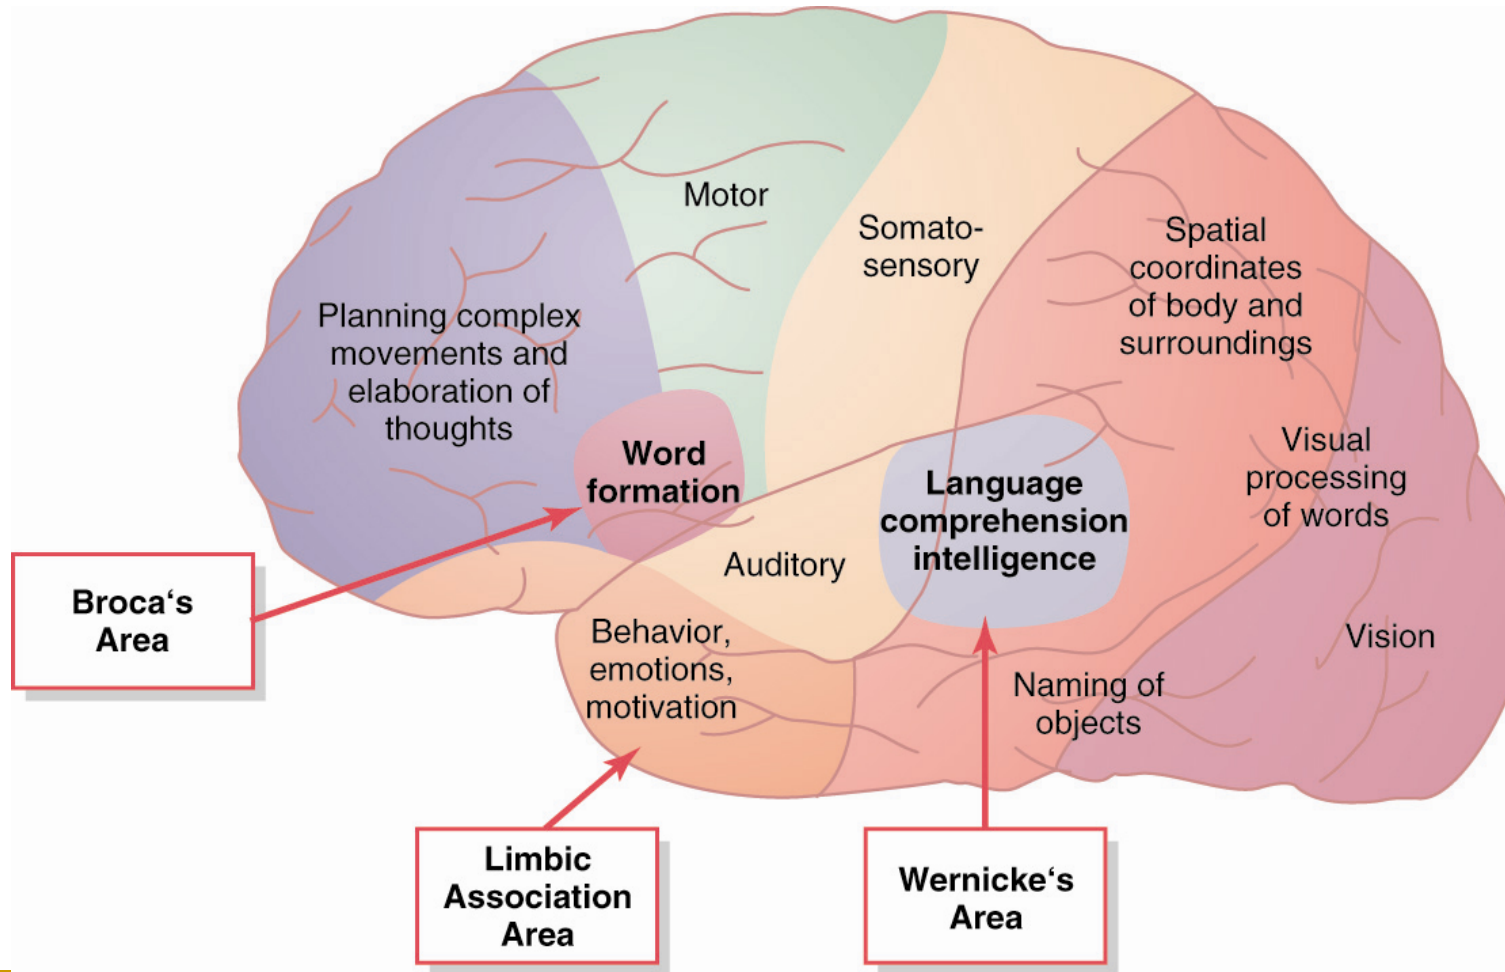 Motor
Somato-
sensory
Spatial
coordinates
of body and
surroundings
Planning complex
movements and
elaboration of
thoughts
Word
formation
Language
comprehension
intelligence
Visual
processing
of words
Auditory
Broca‘s
Area
Behavior,
emotions,
motivation
Vision
Naming of
objects
Limbic
Association
Area
Wernicke‘s
Area